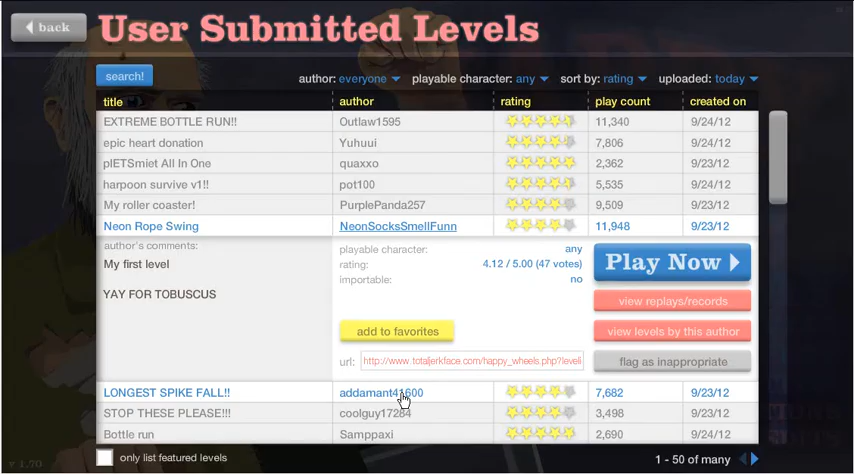 back
User Submitted Levels
search!
author: everyone playable character: any sort by: rating uploaded: today
title author rating play count created on
EXTREME BOTTLE RUN!! Outlaw1595 11,340 9/24/12
epic heart donation Yuhuui 7,806 9/24/12
pIETSmiet All In One quaxxo 2,362 9/23/12
harpoon survive v1!! pot100 5,535 9/24/12
My roller coaster! PurplePanda257 9,509 9/23/12
Neon Rope Swing NeonSocksSmellFunn 11,948 9/23/12
author's comments:
My first level
YAY FOR TOBUSCUS
playable character: any
rating: 4.12 / 5.00 (47 votes)
importable: no
add to favorites
url: http://www.totaljerkface.com/happy_wheels.php?leveli
Play Now
view replays/records
view levels by this author
flag as inappropriate
LONGEST SPIKE FALL!! 7,682 9/23/12
STOP THESE PLEASE!!! coolguy17284 3,498 9/23/12
Bottle run Samppaxi 2,690 9/24/12
only list featured levels
1 - 50 of many
v 1.70